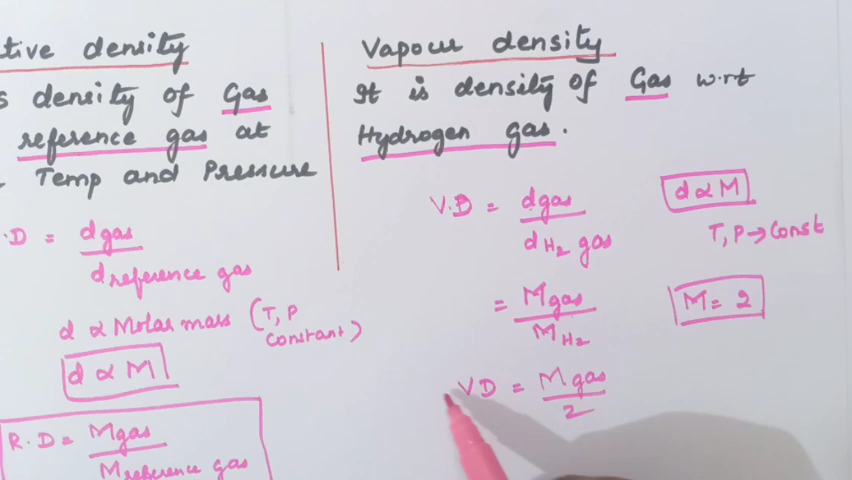 tive density
s density of Gas
reference gas at
Temp and Pressure
.D = dgas / dreference gas
d ∝ Molar mass (T, P constant)
d ∝ M
R.D = Mgas / Mreference gas
Vapour density
It is density of Gas w.r.t
Hydrogen gas.
V.D = dgas / dH₂ gas
= Mgas / MH₂
VD = Mgas / 2
d ∝ M
T, P → Const
M = 2